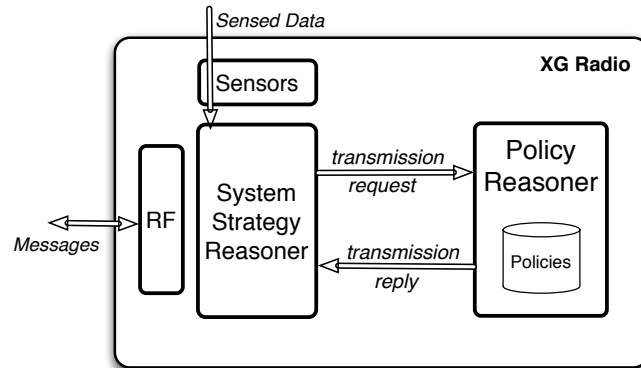 Sensed Data
XG Radio
Sensors
transmission
request
Policy
Reasoner
System
Strategy
Reasoner
RF
Messages
transmission
reply
Policies